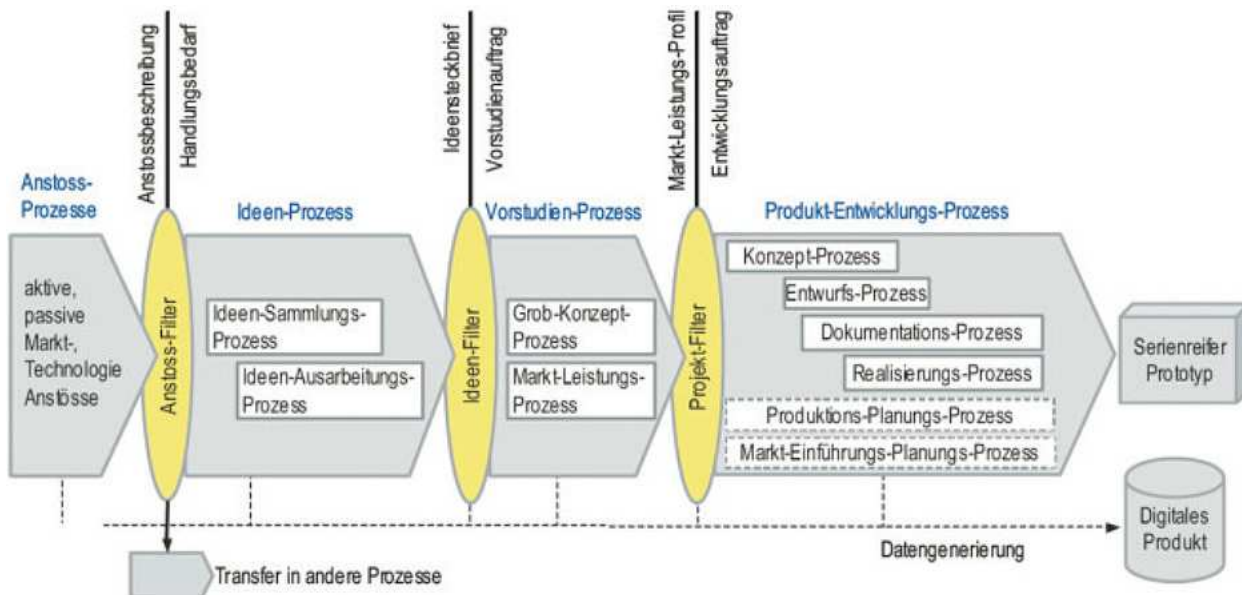 Anstossbeschreibung
Handlungsbedarf
Ideensteckbrief
Vorstudienauftrag
Markt-Leistungs-Profil
Entwicklungsauftrag
Anstoss-
Prozesse
Ideen-Prozess
Vorstudien-Prozess
Produkt-Entwicklungs-Prozess
aktive,
passive
Markt-,
Technologie
Anstösse
Anstoss-Filter
Ideen-Sammlungs-
Prozess
Ideen-Ausarbeitungs-
Prozess
Ideen-Filter
Grob-Konzept-
Prozess
Markt-Leistungs-
Prozess
Projekt-Filter
Konzept-Prozess
Entwurfs-Prozess
Dokumentations-Prozess
Realisierungs-Prozess
Produktions-Planungs-Prozess
Markt-Einführungs-Planungs-Prozess
Serienreifer
Prototyp
Digitales
Produkt
Datengenerierung
Transfer in andere Prozesse